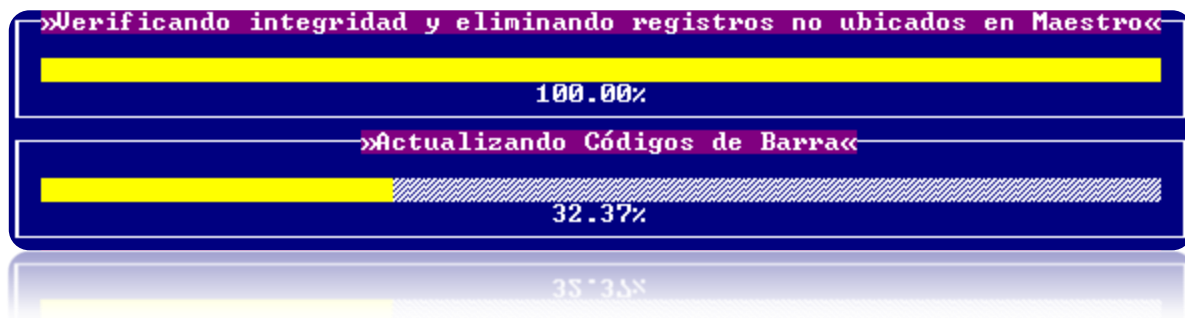 »Verificando integridad y eliminando registros no ubicados en Maestro«
100.00%
»Actualizando Códigos de Barra«
32.37%